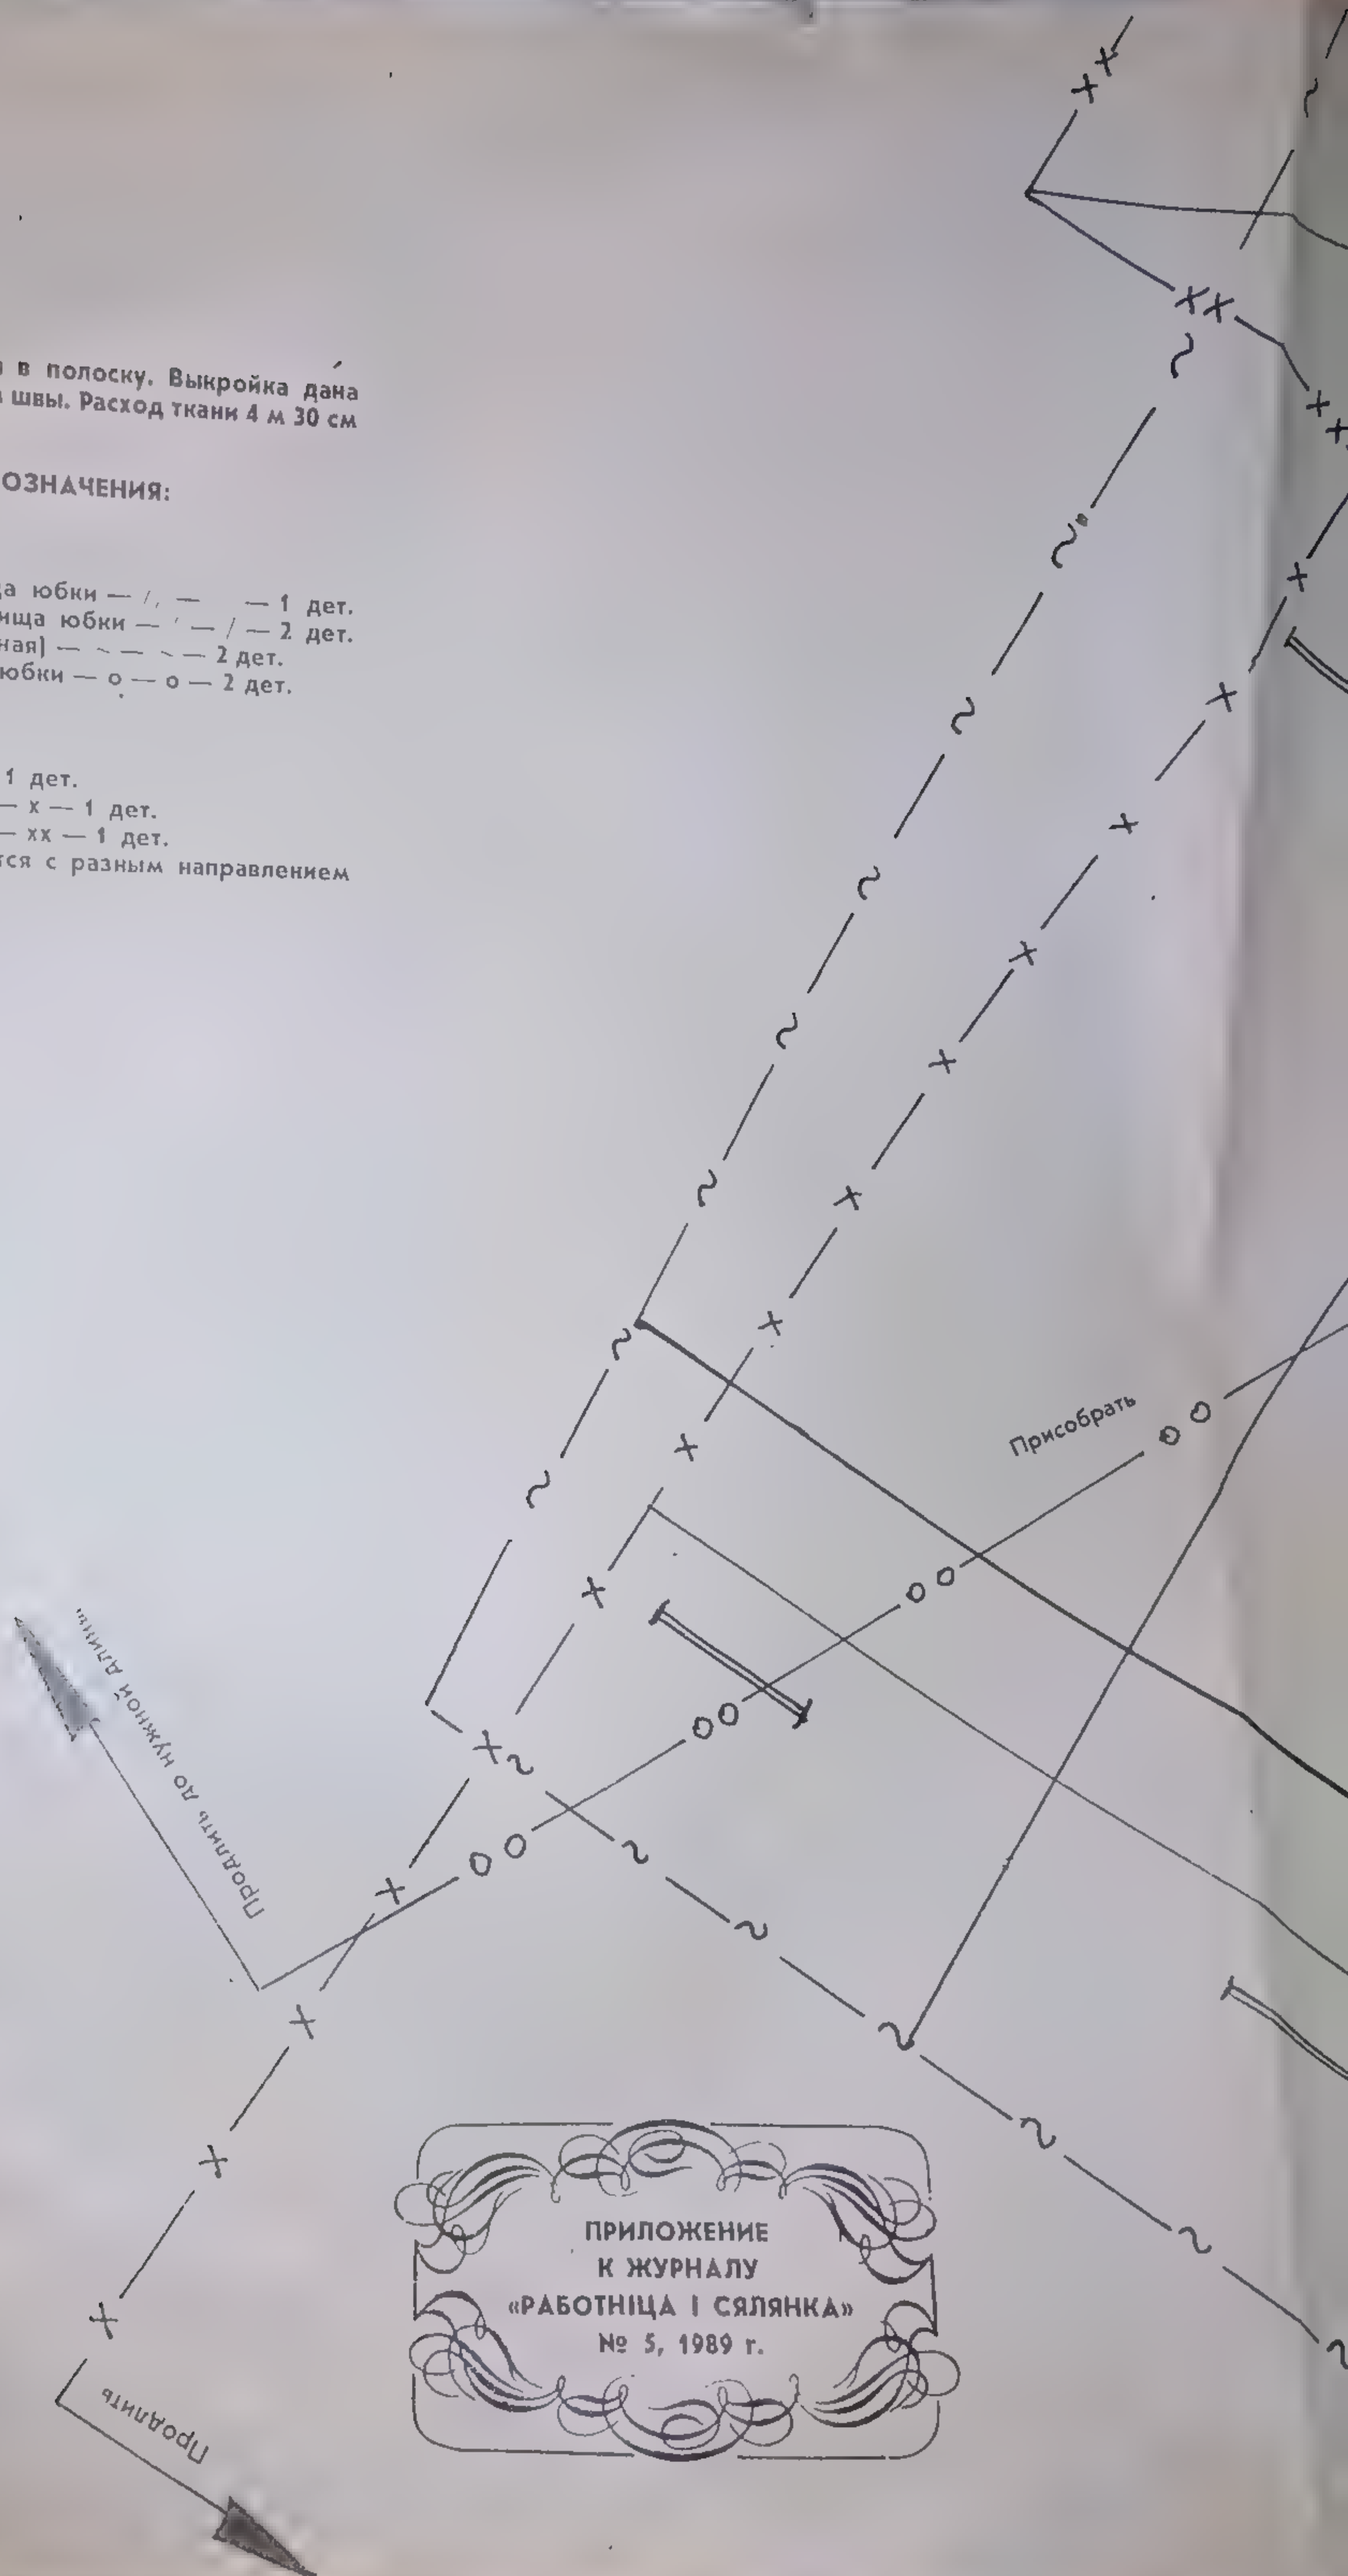 в полоску. Выкройка дана
швы. Расход ткани 4 м 30 см
ОЗНАЧЕНИЯ:
юбки — /, — — 1 дет.
юбки — ' — / — 2 дет.
ная) — ~ — ~ — 2 дет.
юбки — о — о — 2 дет.
1 дет.
— х — 1 дет.
— хх — 1 дет.
тся с разным направлением
Присобрать
Продлить до нужной длины
ПРИЛОЖЕНИЕ
К ЖУРНАЛУ
«РАБОТНІЦА І СЯЛЯНКА»
№ 5, 1989 г.
Продлить